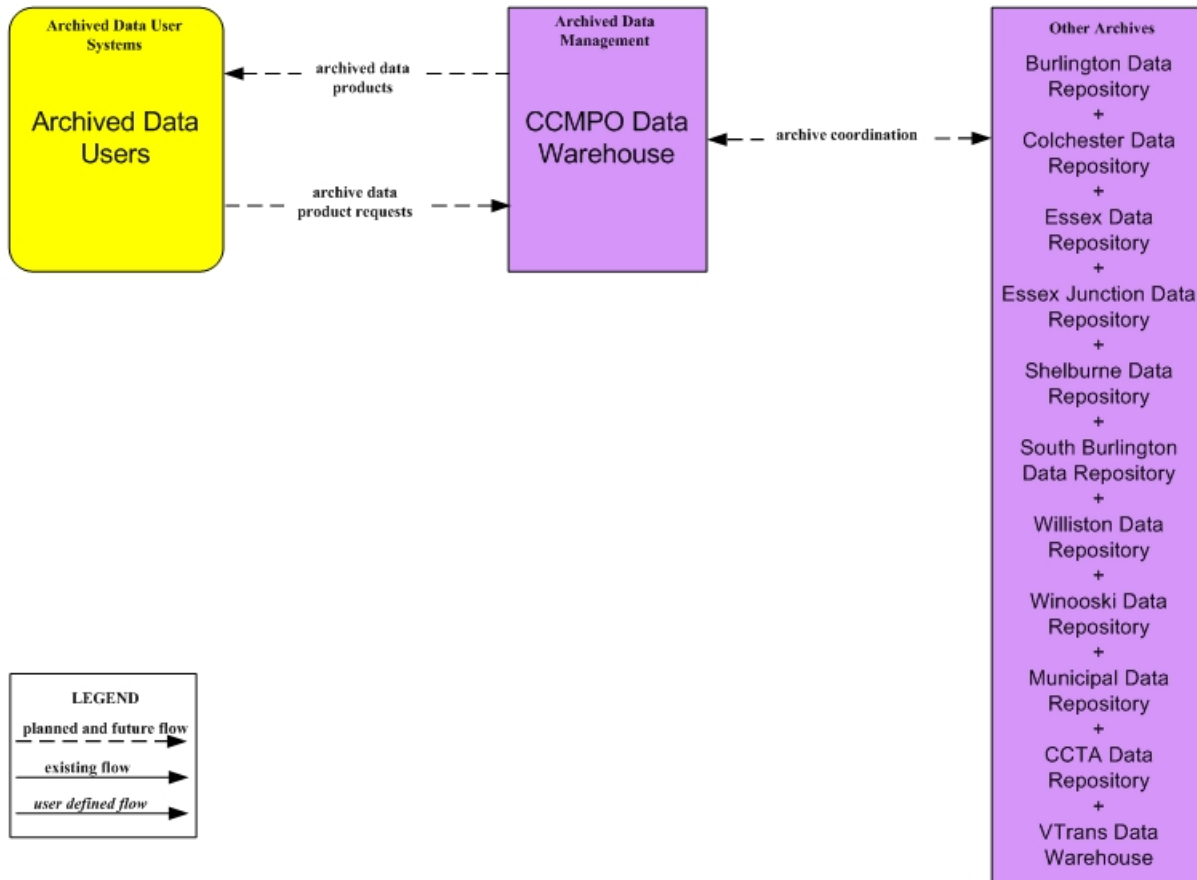 Archived Data User
Systems
Archived Data
Users
archived data
products
archive data
product requests
Archived Data
Management
CCMPO Data
Warehouse
archive coordination
Other Archives
Burlington Data
Repository
+
Colchester Data
Repository
+
Essex Data
Repository
+
Essex Junction Data
Repository
+
Shelburne Data
Repository
+
South Burlington
Data Repository
+
Williston Data
Repository
+
Winooski Data
Repository
+
Municipal Data
Repository
+
CCTA Data
Repository
+
VTrans Data
Warehouse
LEGEND
planned and future flow
existing flow
user defined flow